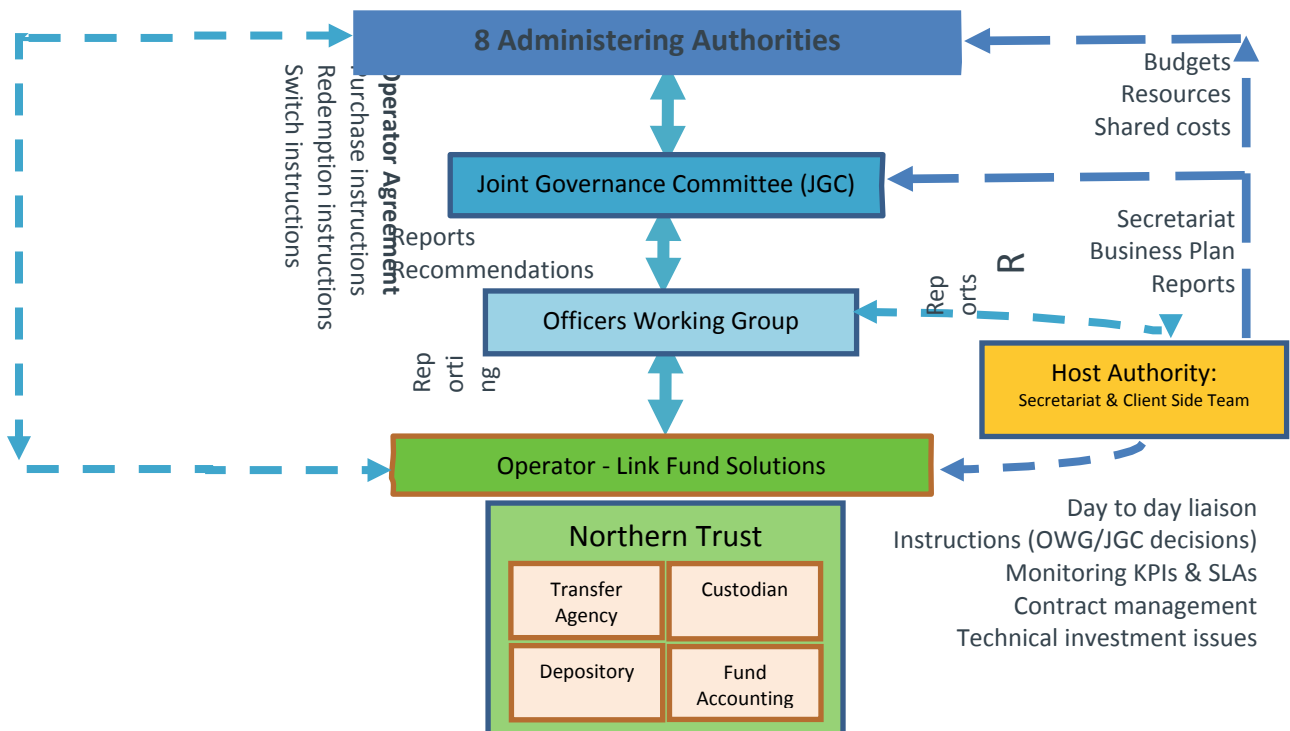 8 Administering Authorities
Operator Agreement
Purchase instructions
Redemption instructions
Switch instructions
Budgets
Resources
Shared costs
Joint Governance Committee (JGC)
Reports
Recommendations
Secretariat
Business Plan
Reports
R
Rep
orts
Officers Working Group
Rep
orti
ng
Host Authority:
Secretariat & Client Side Team
Operator - Link Fund Solutions
Day to day liaison
Instructions (OWG/JGC decisions)
Monitoring KPIs & SLAs
Contract management
Technical investment issues
Northern Trust
Transfer
Agency
Custodian
Depository
Fund
Accounting